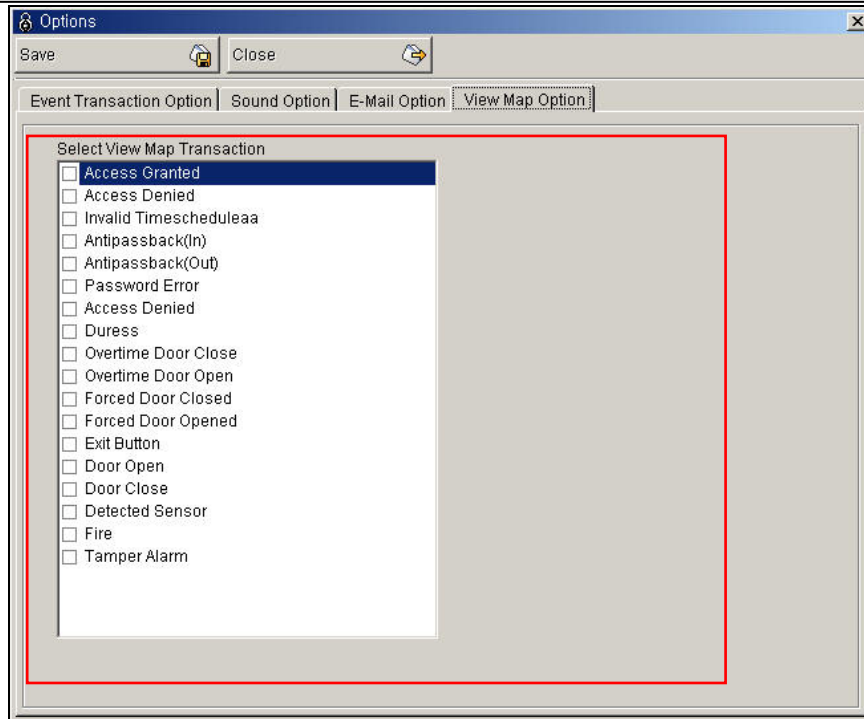 Options
Save
Close
Event Transaction Option
Sound Option
E-Mail Option
View Map Option
Select View Map Transaction
Access Granted
Access Denied
Invalid Timescheduleaa
Antipassback(In)
Antipassback(Out)
Password Error
Access Denied
Duress
Overtime Door Close
Overtime Door Open
Forced Door Closed
Forced Door Opened
Exit Button
Door Open
Door Close
Detected Sensor
Fire
Tamper Alarm